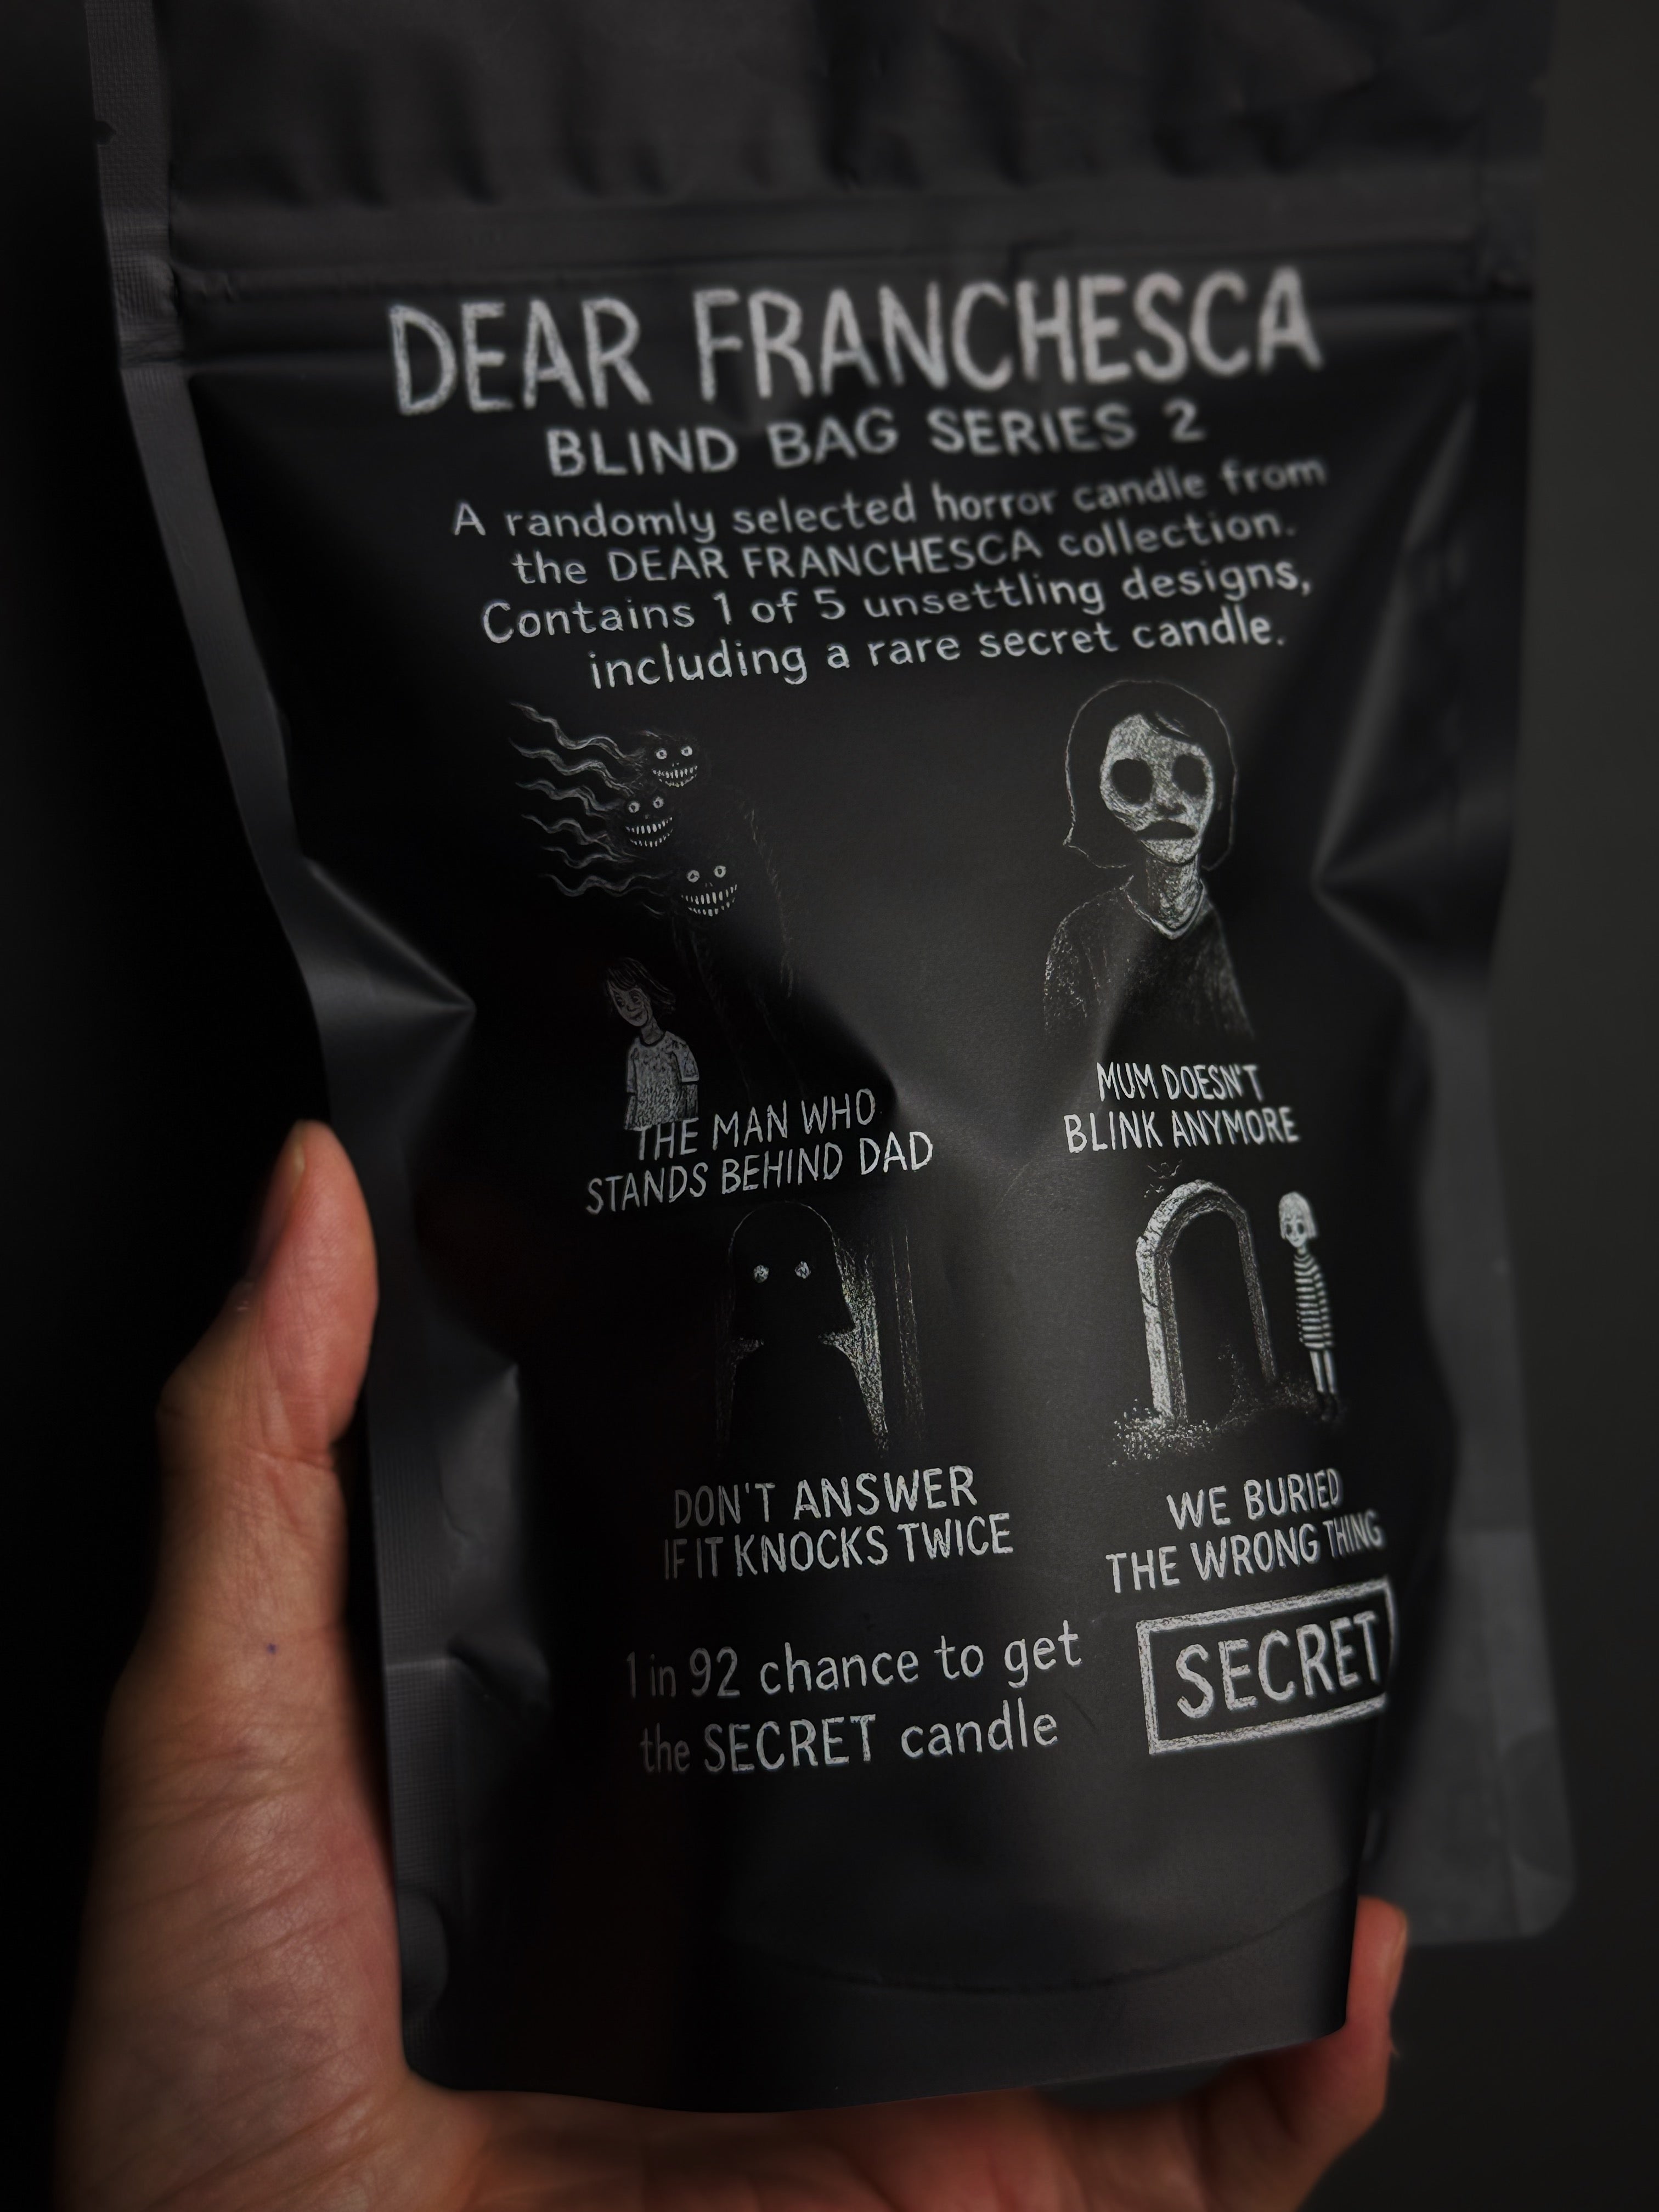 DEAR FRANCHESCA
BLIND BAG SERIES 2
A randomly selected horror candle from
the DEAR FRANCHESCA collection.
Contains 1 of 5 unsettling designs,
including a rare secret candle.
THE MAN WHO
STANDS BEHIND DAD
MUM DOESN'T
BLINK ANYMORE
DON'T ANSWER
IF IT KNOCKS TWICE
WE BURIED
THE WRONG THING
1 in 92 chance to get
the SECRET candle
SECRET